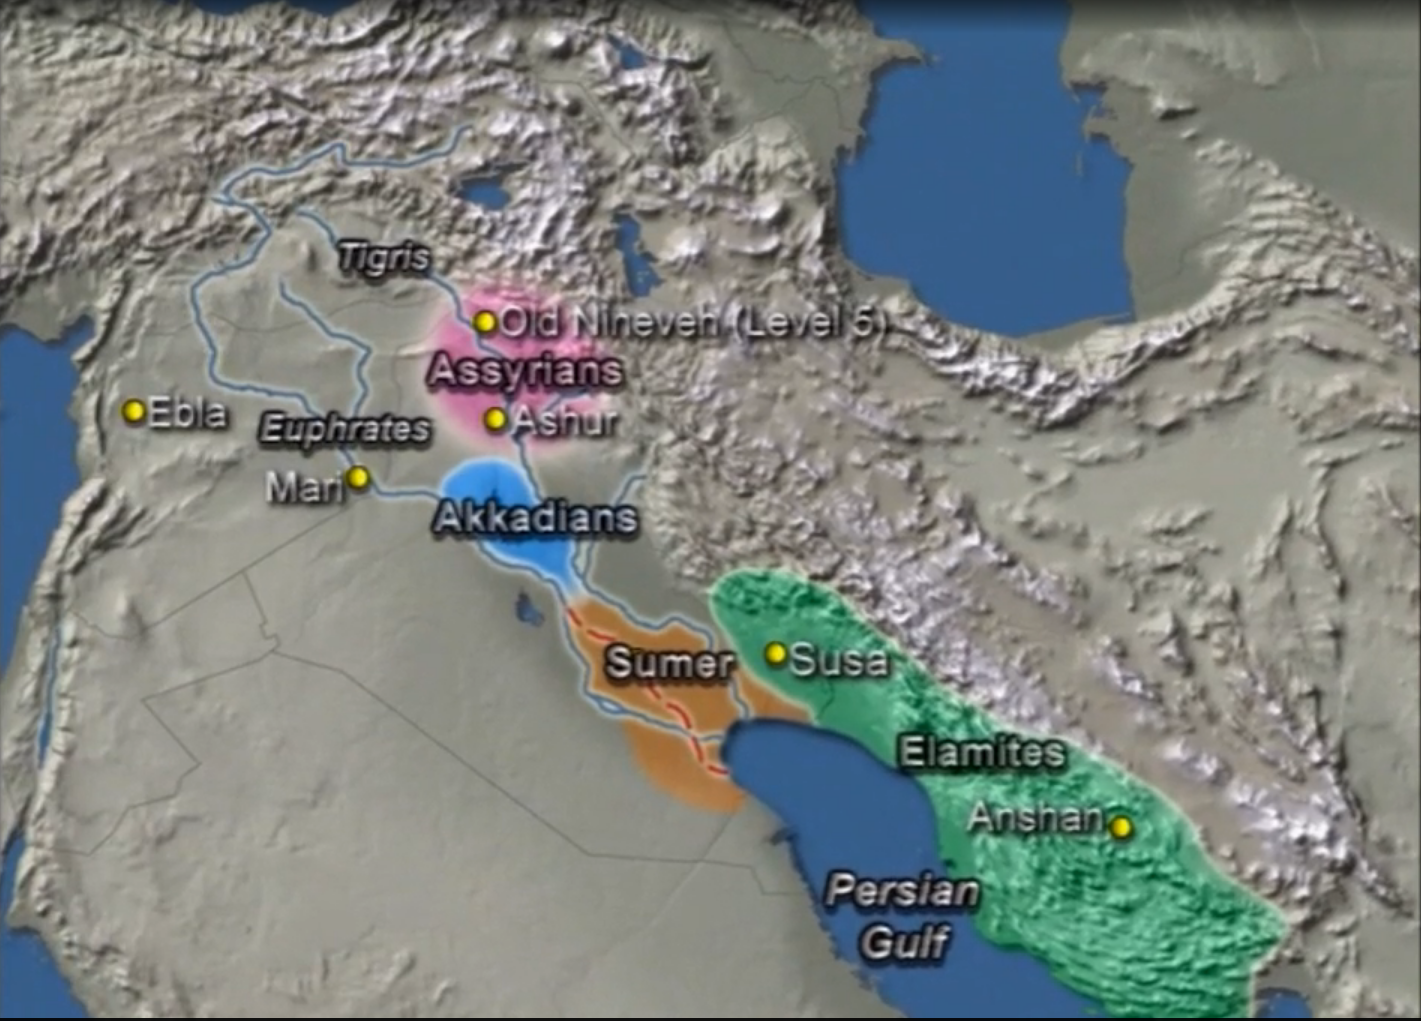 Tigris
Old Nineveh (Level 5)
Assyrians
Ebla
Euphrates
Ashur
Mari
Akkadians
Sumer
Susa
Elamites
Anshan
Persian
Gulf